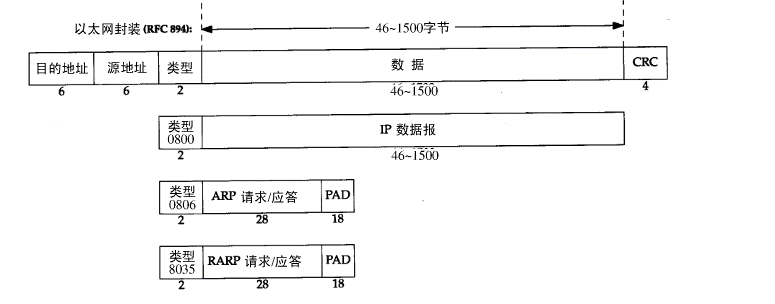 以太网封装 (RFC 894): 46~1500字节
目的地址 源地址 类型 数 据 CRC
6 6 2 46~1500 4
类型 0800 IP 数据报
2 46~1500
类型 0806 ARP 请求/应答 PAD
2 28 18
类型 8035 RARP 请求/应答 PAD
2 28 18